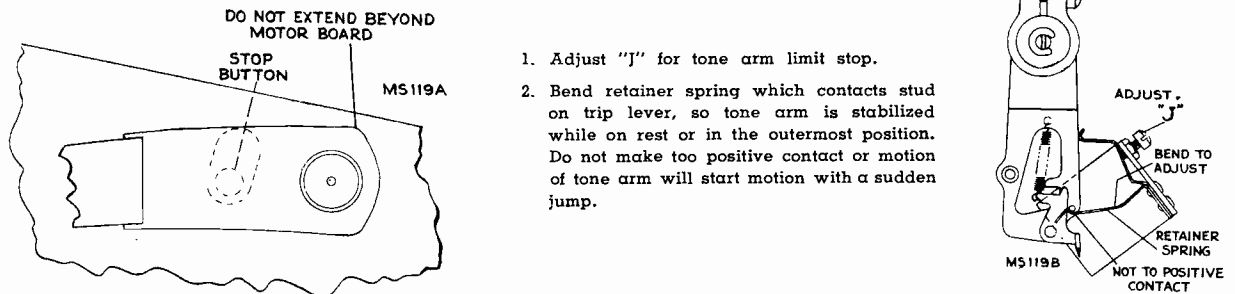 DO NOT EXTEND BEYOND
MOTOR BOARD
STOP
BUTTON
MS119A
1. Adjust "J" for tone arm limit stop.
2. Bend retainer spring which contacts stud
on trip lever, so tone arm is stabilized
while on rest or in the outermost position.
Do not make too positive contact or motion
of tone arm will start motion with a sudden
jump.
ADJUST.
"J"
BEND TO
ADJUST
RETAINER
SPRING
MS119B
NOT TO POSITIVE
CONTACT